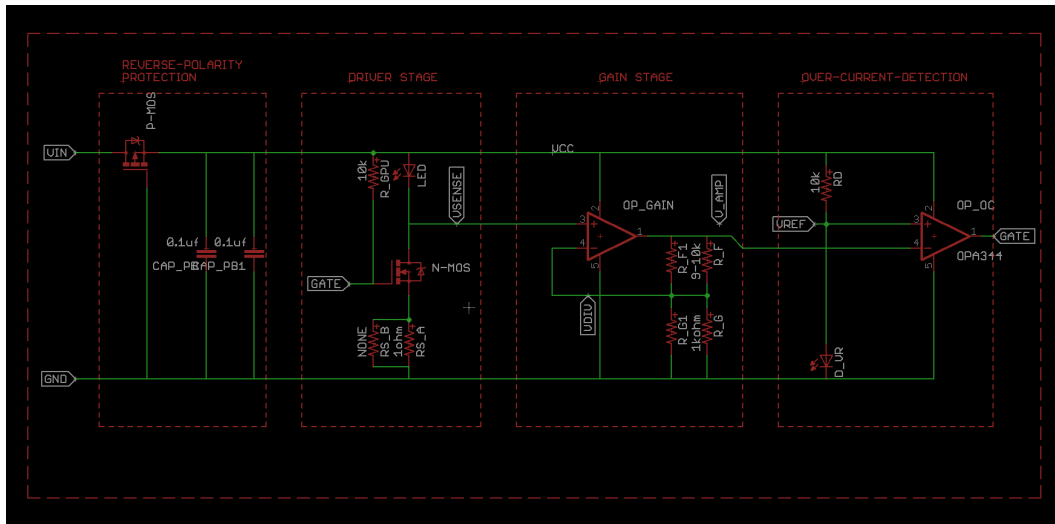 REVERSE-POLARITY
PROTECTION
DRIVER STAGE
GAIN STAGE
OVER-CURRENT-DETECTION
P-MOS
VIN
VCC
10k
R_GPU
LED
VSENSE
V_AMP
10k
RD
OP_GAIN
OP_OC
2
3
1
4
5
VREF
2
3
1
4
5
GATE
OPA344
0.1uf
0.1uf
CAP_PB1
N-MOS
GATE
R_F1
9-10k
R_F
VDIV
NONE
RS_B
1ohm
RS_A
R_G1
1kohm
R_G
D_VR
GND